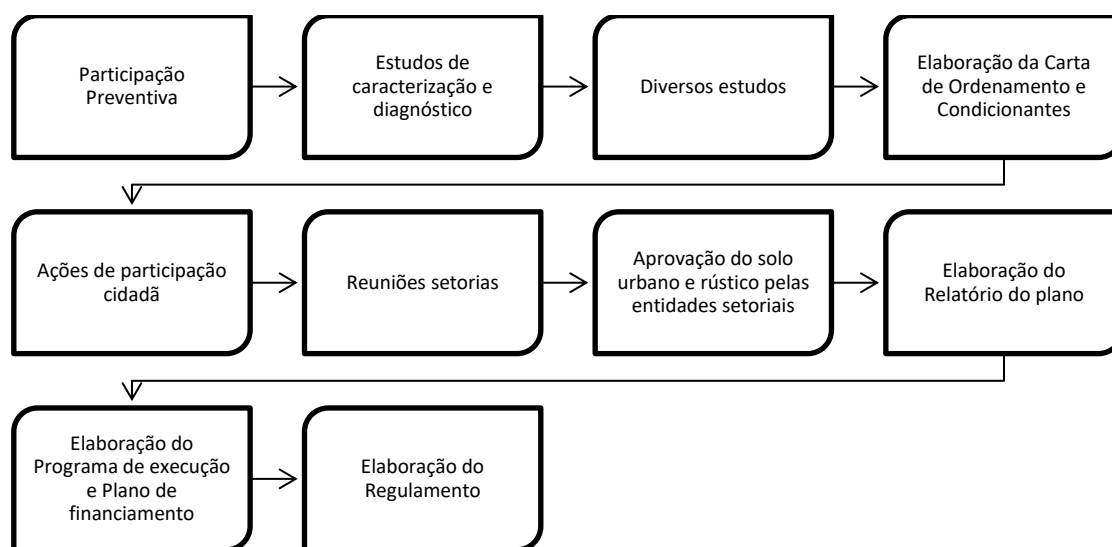 Participação
Preventiva
Estudos de
caracterização e
diagnóstico
Diversos estudos
Elaboração da Carta
de Ordenamento e
Condicionantes
Ações de participação
cidadã
Reuniões setorias
Aprovação do solo
urbano e rústico pelas
entidades setoriais
Elaboração do
Relatório do plano
Elaboração do
Programa de execução
e Plano de
financiamento
Elaboração do
Regulamento